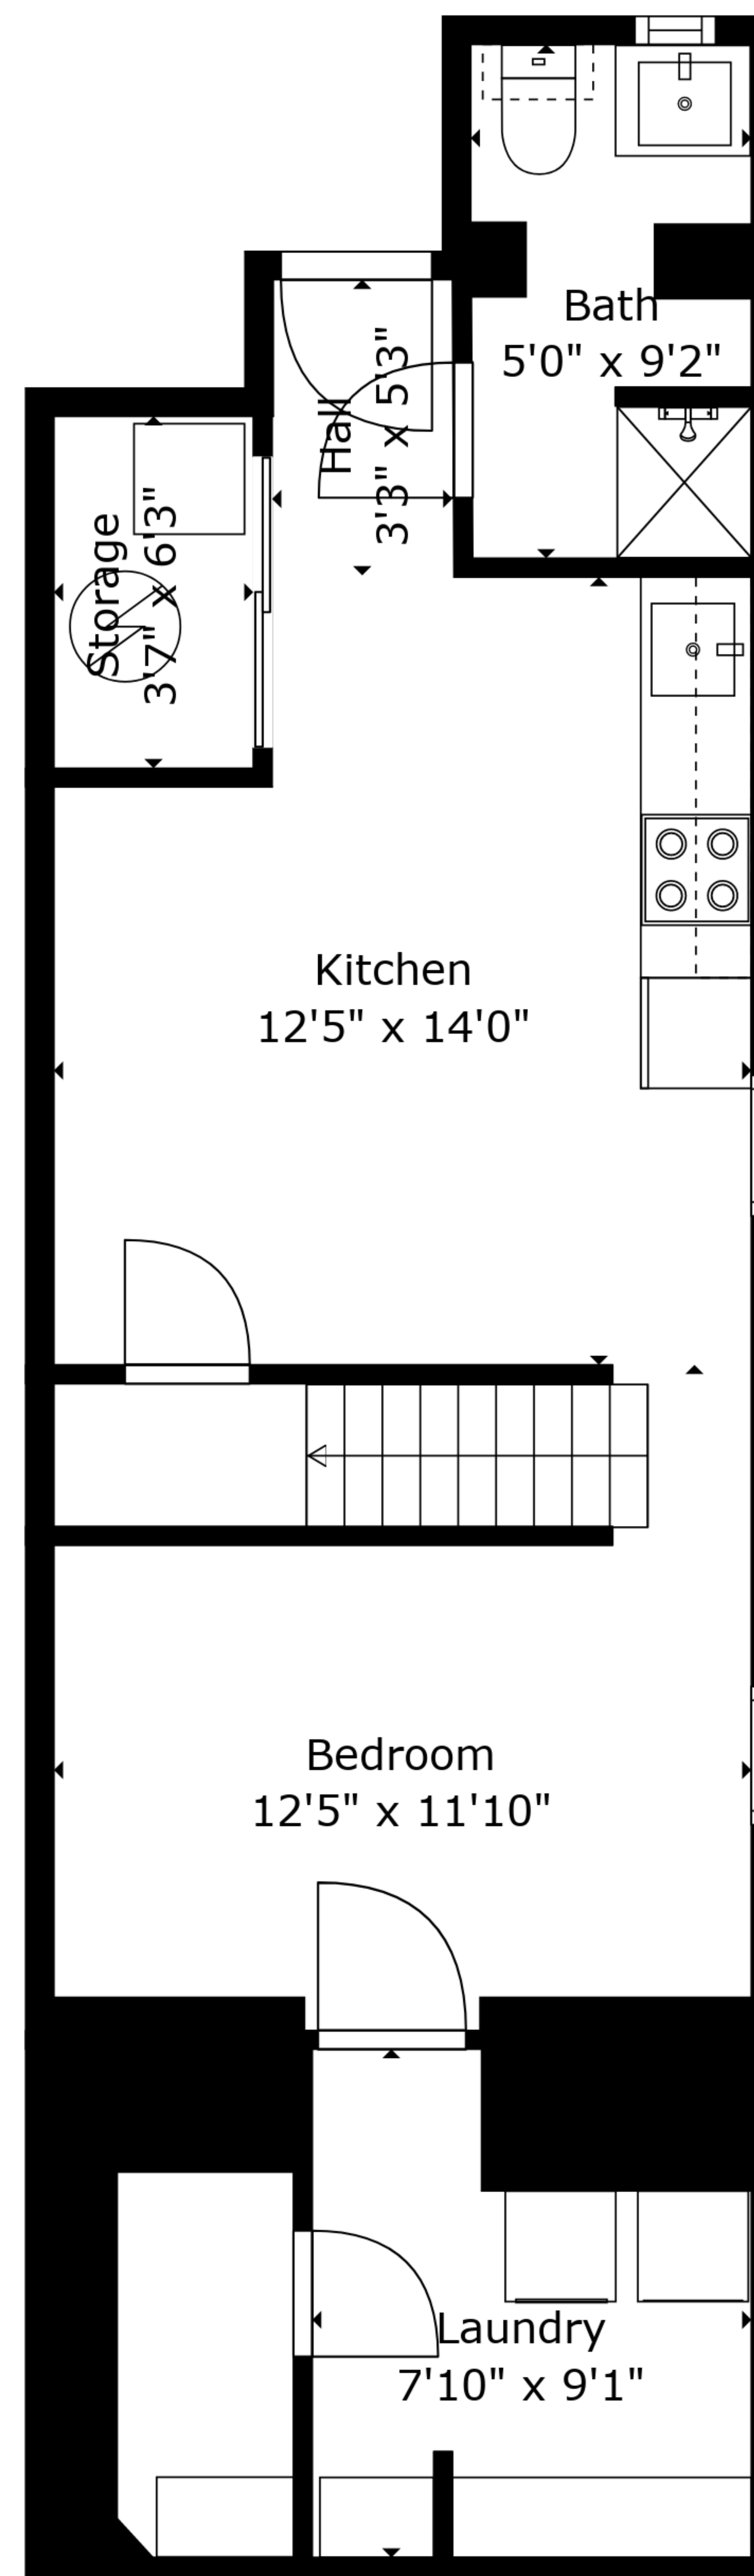 Bath
5'0" x 9'2"
Hall
3'3" x 5'3"
Storage
3'7" x 6'3"
Kitchen
12'5" x 14'0"
Bedroom
12'5" x 11'10"
Laundry
7'10" x 9'1"